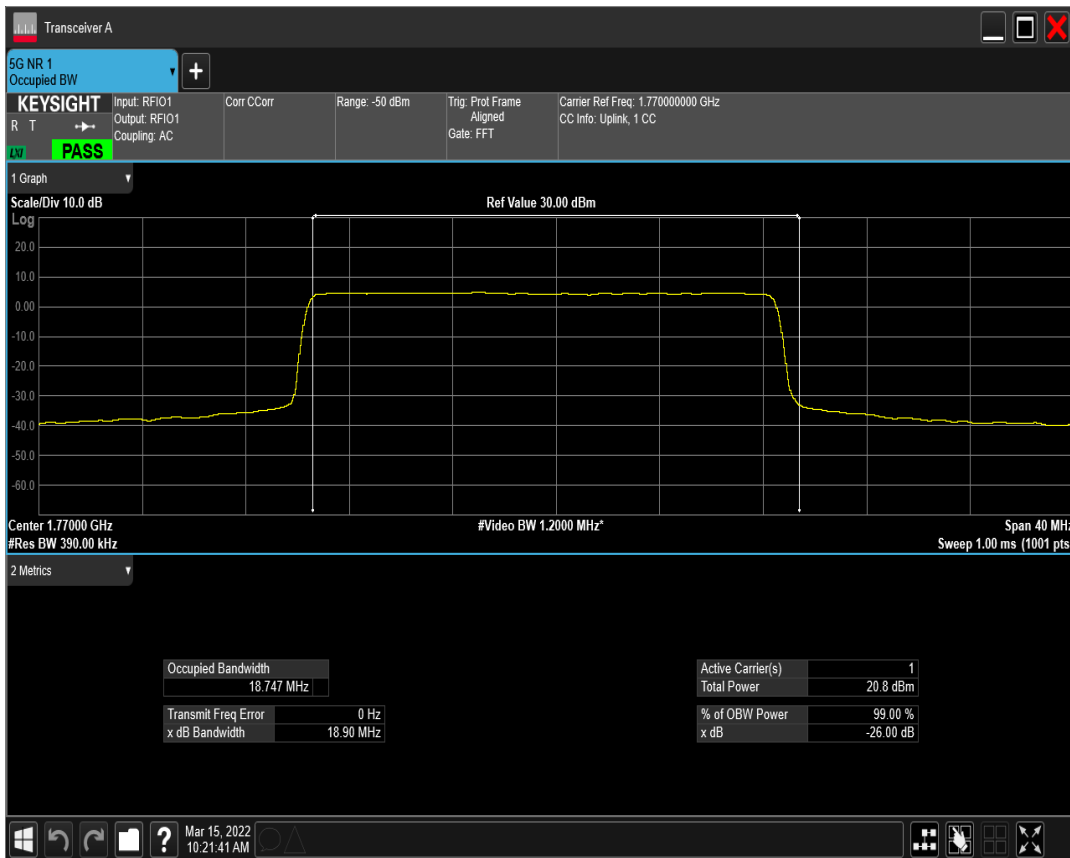 Transceiver A
5G NR 1
Occupied BW
KEYSIGHT
R T
LXI
PASS
Input: RFIO1
Output: RFIO1
Coupling: AC
Corr CCorr
Range: -50 dBm
Trig: Prot Frame
Aligned
Gate: FFT
Carrier Ref Freq: 1.770000000 GHz
CC Info: Uplink, 1 CC
1 Graph
Scale/Div 10.0 dB
Ref Value 30.00 dBm
Log
20.0
10.0
0.00
-10.0
-20.0
-30.0
-40.0
-50.0
-60.0
Center 1.77000 GHz
#Video BW 1.2000 MHz*
Span 40 MHz
#Res BW 390.00 kHz
Sweep 1.00 ms (1001 pts
2 Metrics
Occupied Bandwidth
18.747 MHz
Transmit Freq Error 0 Hz
x dB Bandwidth 18.90 MHz
Active Carrier(s) 1
Total Power 20.8 dBm
% of OBW Power 99.00 %
x dB -26.00 dB
?
Mar 15, 2022
10:21:41 AM